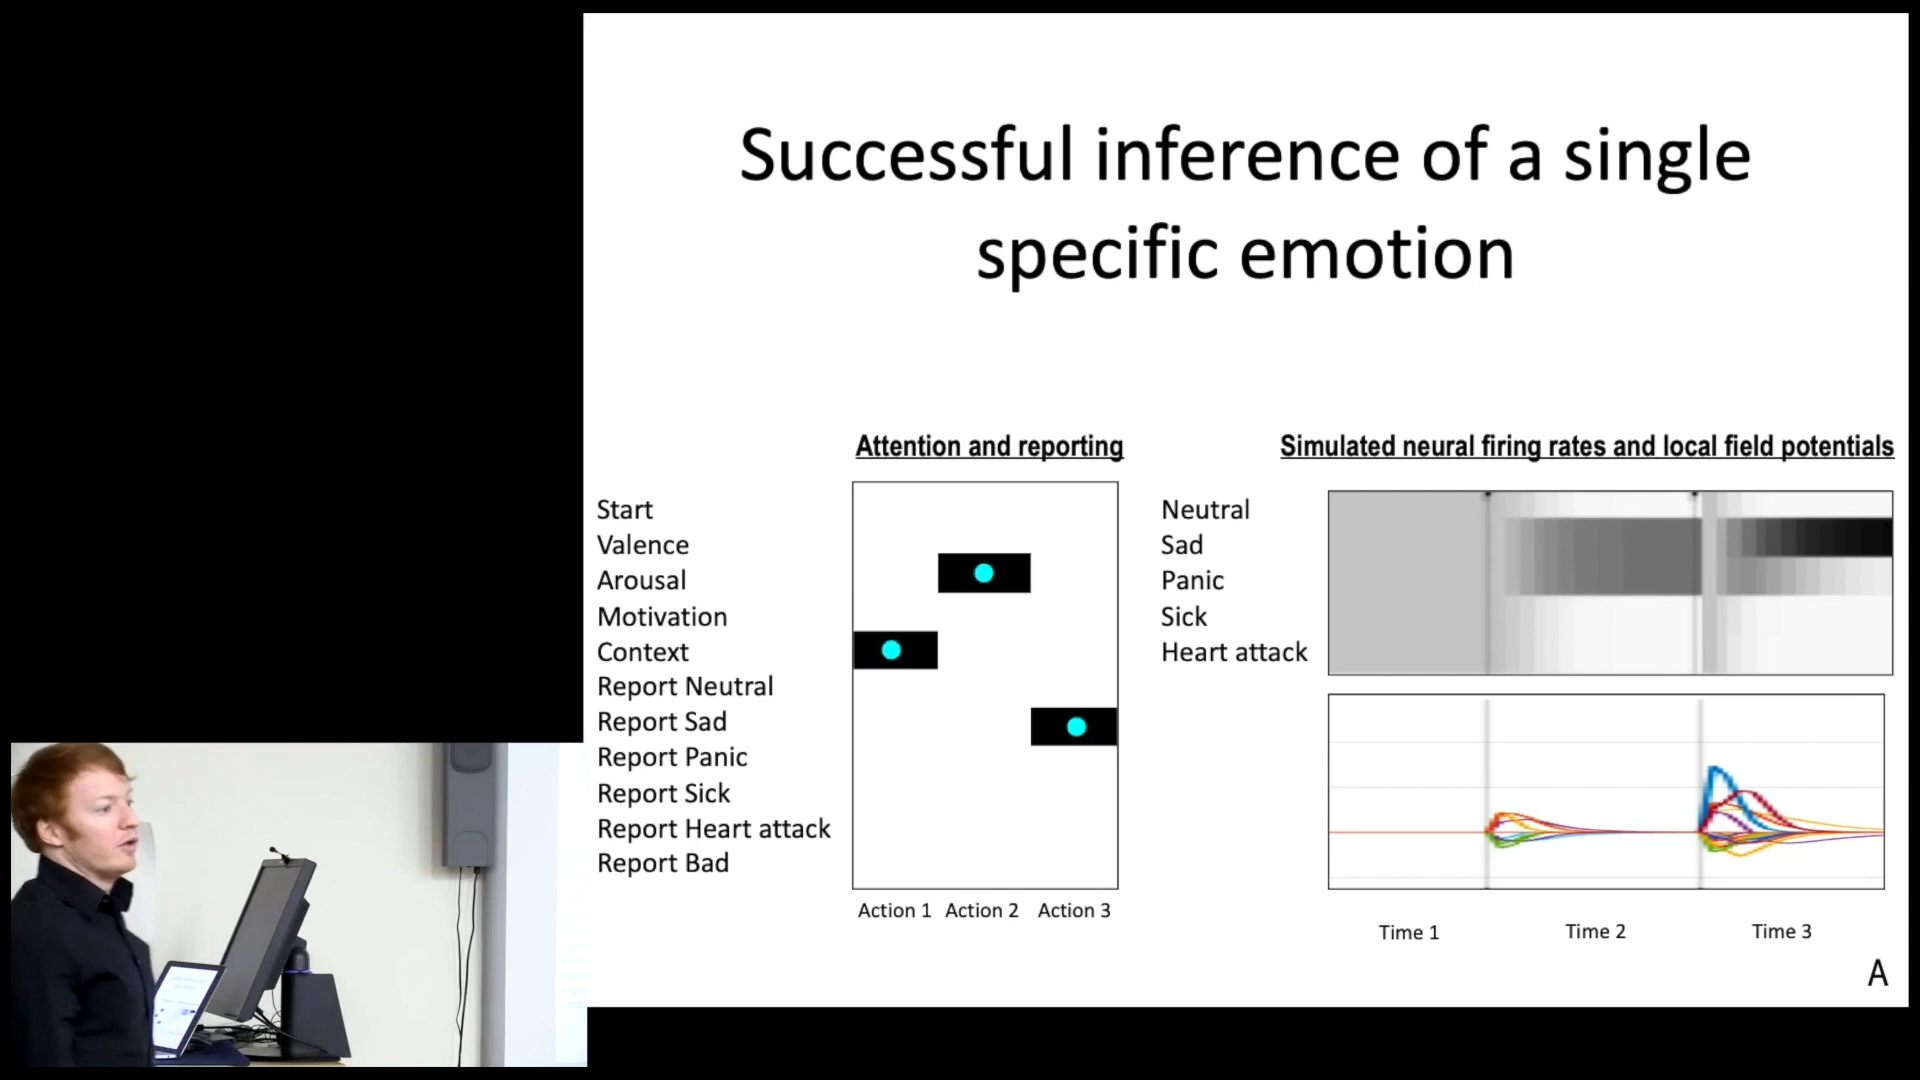 Successful inference of a single
specific emotion
Attention and reporting
Start
Valence
Arousal
Motivation
Context
Report Neutral
Report Sad
Report Panic
Report Sick
Report Heart attack
Report Bad
Action 1 Action 2 Action 3
Simulated neural firing rates and local field potentials
Neutral
Sad
Panic
Sick
Heart attack
Time 1 Time 2 Time 3
A